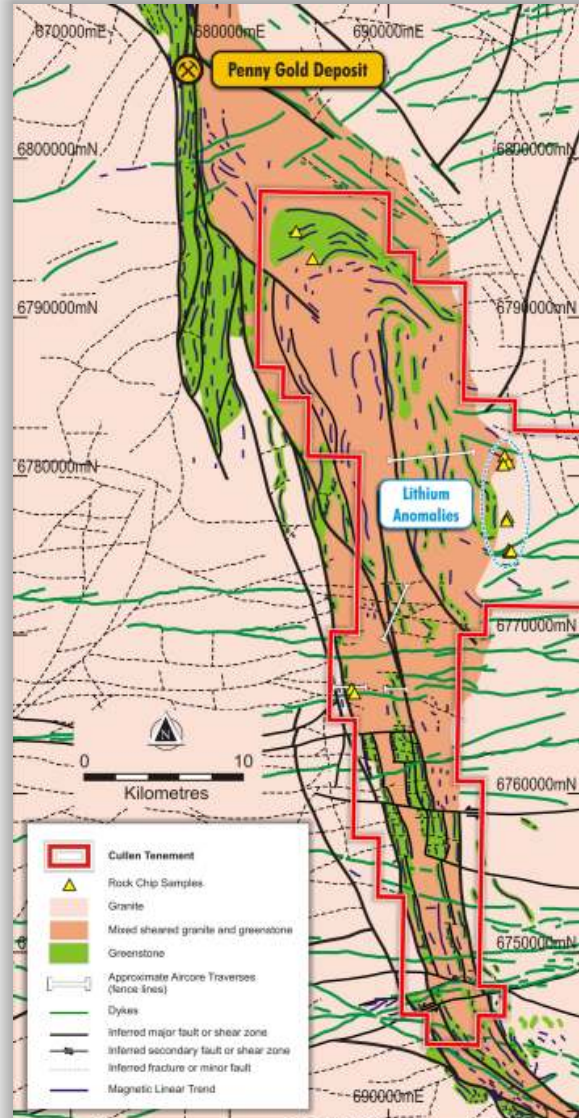 670000mE
680000mE
690000mE
Penny Gold Deposit
6800000mN
6800000mN
6790000mN
6790000mN
6780000mN
Lithium
Anomalies
6770000mN
N
0
10
Kilometres
6760000mN
6750000mN
690000mE
Cullen Tenement
Rock Chip Samples
Granite
Mixed sheared granite and greenstone
Greenstone
Approximate Aircore Traverses
(fence lines)
Dykes
Inferred major fault or shear zone
Inferred secondary fault or shear zone
Inferred fracture or minor fault
Magnetic Linear Trend